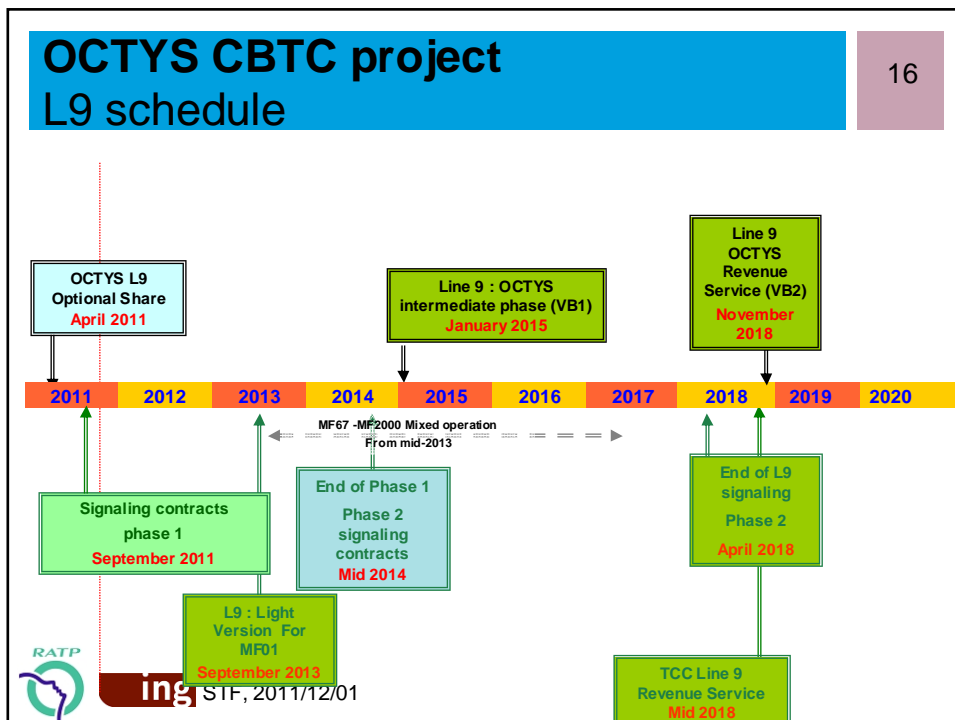 OCTYS CBTC project
L9 schedule
16
OCTYS L9
Optional Share
April 2011
Line 9 : OCTYS
intermediate phase (VB1)
January 2015
Line 9
OCTYS
Revenue
Service (VB2)
November
2018
2011 2012 2013 2014 2015 2016 2017 2018 2019 2020
MF67 -MF2000 Mixed operation
From mid-2013
Signaling contracts
phase 1
September 2011
End of Phase 1
Phase 2
signaling
contracts
Mid 2014
End of L9
signaling
Phase 2
April 2018
L9 : Light
Version For
MF01
September 2013
TCC Line 9
Revenue Service
Mid 2018
RATP
ing STF, 2011/12/01